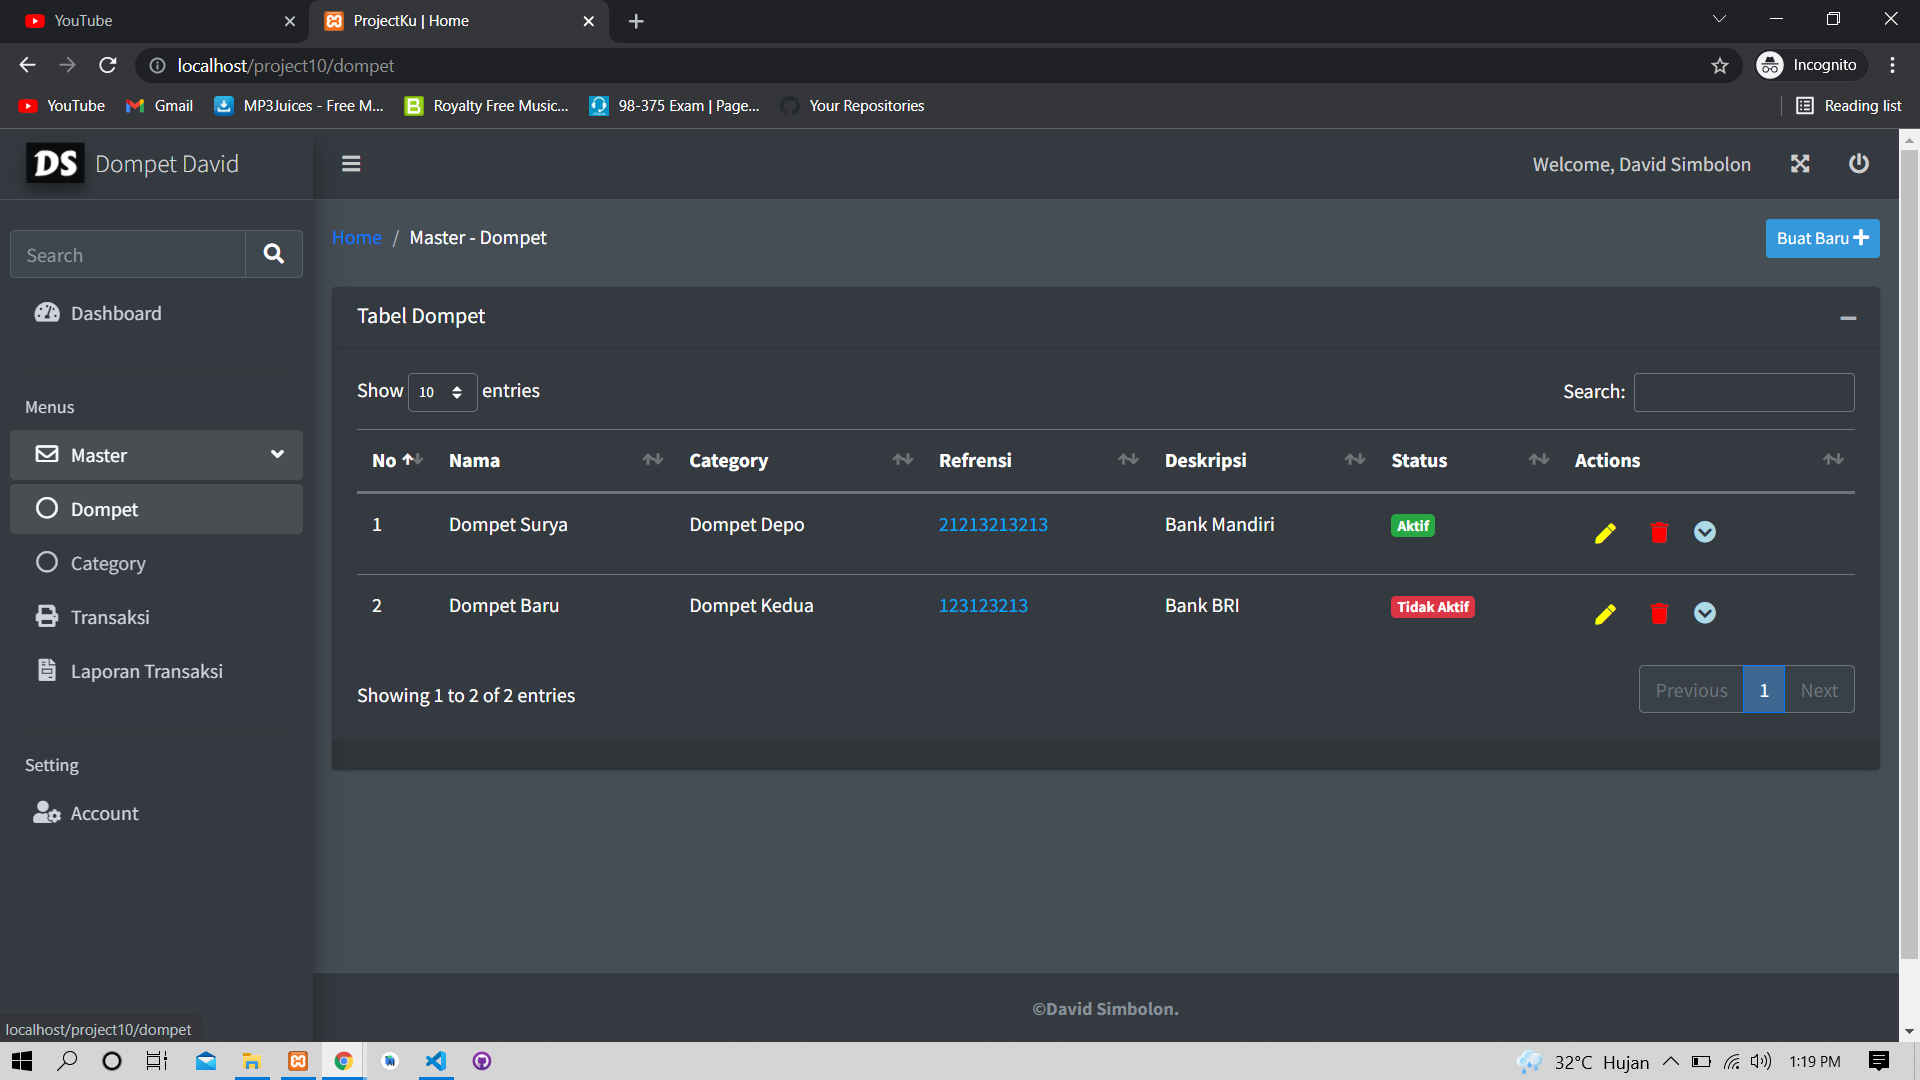 YouTube
ProjectKu | Home
localhost/project10/dompet
Incognito
YouTube
Gmail
MP3Juices - Free M...
Royalty Free Music...
98-375 Exam | Page...
Your Repositories
Reading list
DS Dompet David
Welcome, David Simbolon
Search
Dashboard
Menus
Master
Dompet
Category
Transaksi
Laporan Transaksi
Setting
Account
Home / Master - Dompet
Buat Baru
Tabel Dompet
Show 10 entries
Search:
No Nama Category Refrensi Deskripsi Status Actions
1 Dompet Surya Dompet Depo 21213213213 Bank Mandiri Aktif
2 Dompet Baru Dompet Kedua 123123213 Bank BRI Tidak Aktif
Showing 1 to 2 of 2 entries
Previous 1 Next
©David Simbolon.
localhost/project10/dompet
32°C Hujan
1:19 PM